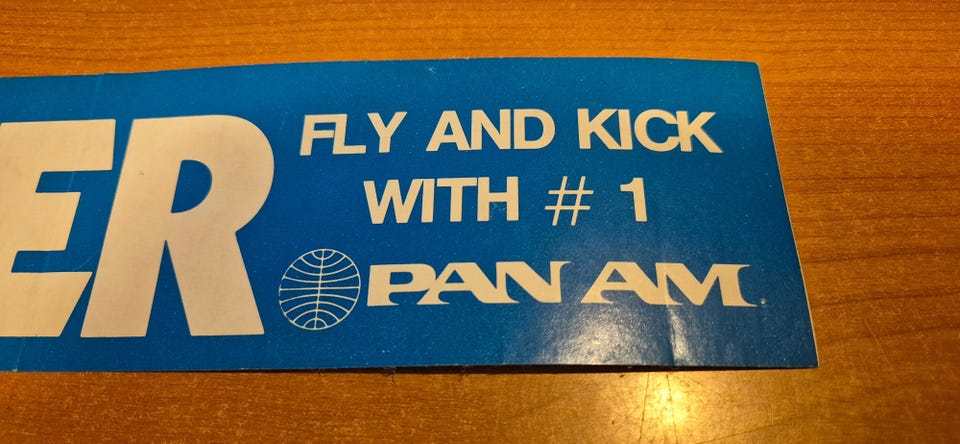 ER
FLY AND KICK
WITH # 1
PAN AM